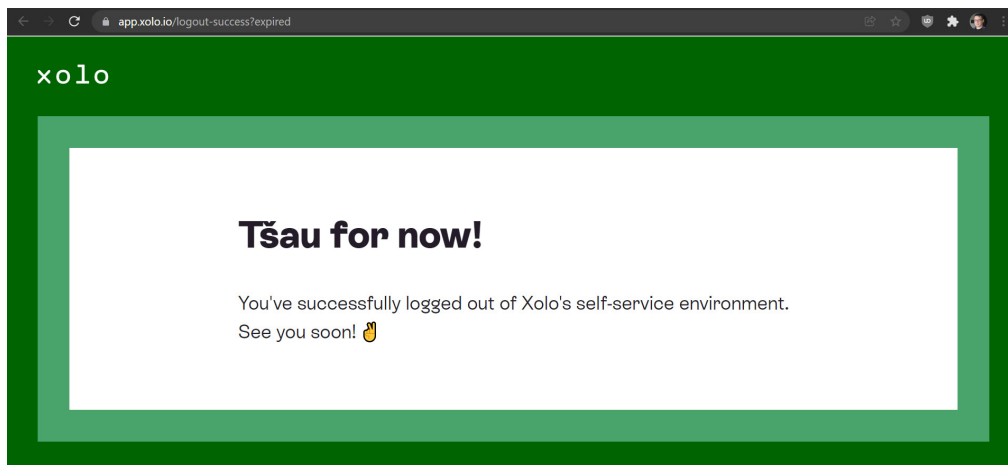 app.xolo.io/logout-success?expired
xolo
Tšau for now!
You've successfully logged out of Xolo's self-service environment.
See you soon! ✌️